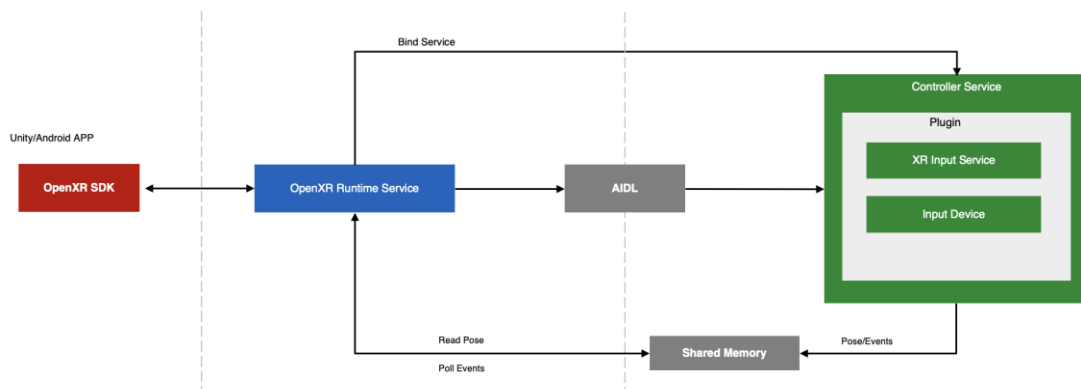 Bind Service
Controller Service
Plugin
Unity/Android APP
XR Input Service
OpenXR SDK
OpenXR Runtime Service
AIDL
Input Device
Read Pose
Poll Events
Shared Memory
Pose/Events